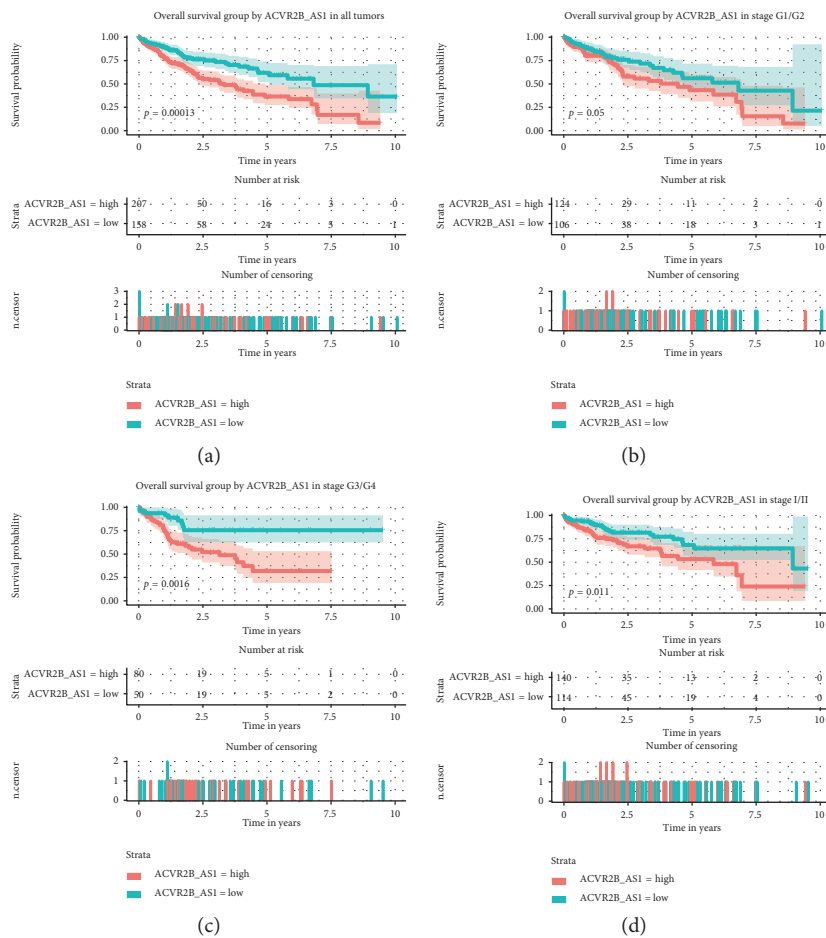 Overall survival group by ACVR2B_AS1 in all tumors
Survival probability
1.00
0.75
0.50
0.25
0.00
p = 0.00013
0 2.5 5 7.5 10
Time in years
Number at risk
Strata
ACVR2B_AS1 = high 207 50 16 3 0
ACVR2B_AS1 = low 158 58 24 5 1
0 2.5 5 7.5 10
Time in years
Number of censoring
n.censor
3
2
1
0
0 2.5 5 7.5 10
Time in years
Strata
ACVR2B_AS1 = high
ACVR2B_AS1 = low
(a)
Overall survival group by ACVR2B_AS1 in stage G1/G2
Survival probability
1.00
0.75
0.50
0.25
0.00
p = 0.05
0 2.5 5 7.5 10
Time in years
Number at risk
Strata
ACVR2B_AS1 = high 124 29 11 2 0
ACVR2B_AS1 = low 106 38 18 3 1
0 2.5 5 7.5 10
Time in years
Number of censoring
n.censor
2
1
0
0 2.5 5 7.5 10
Time in years
Strata
ACVR2B_AS1 = high
ACVR2B_AS1 = low
(b)
Overall survival group by ACVR2B_AS1 in stage G3/G4
Survival probability
1.00
0.75
0.50
0.25
0.00
p = 0.0016
0 2.5 5 7.5 10
Time in years
Number at risk
Strata
ACVR2B_AS1 = high 80 19 5 1 0
ACVR2B_AS1 = low 50 19 5 2 0
0 2.5 5 7.5 10
Time in years
Number of censoring
n.censor
2
1
0
0 2.5 5 7.5 10
Time in years
Strata
ACVR2B_AS1 = high
ACVR2B_AS1 = low
(c)
Overall survival group by ACVR2B_AS1 in stage I/II
Survival probability
1.00
0.75
0.50
0.25
0.00
p = 0.011
0 2.5 5 7.5 10
Time in years
Number at risk
Strata
ACVR2B_AS1 = high 140 35 13 2 0
ACVR2B_AS1 = low 114 45 19 4 0
0 2.5 5 7.5 10
Time in years
Number of censoring
n.censor
2
1
0
0 2.5 5 7.5 10
Time in years
Strata
ACVR2B_AS1 = high
ACVR2B_AS1 = low
(d)